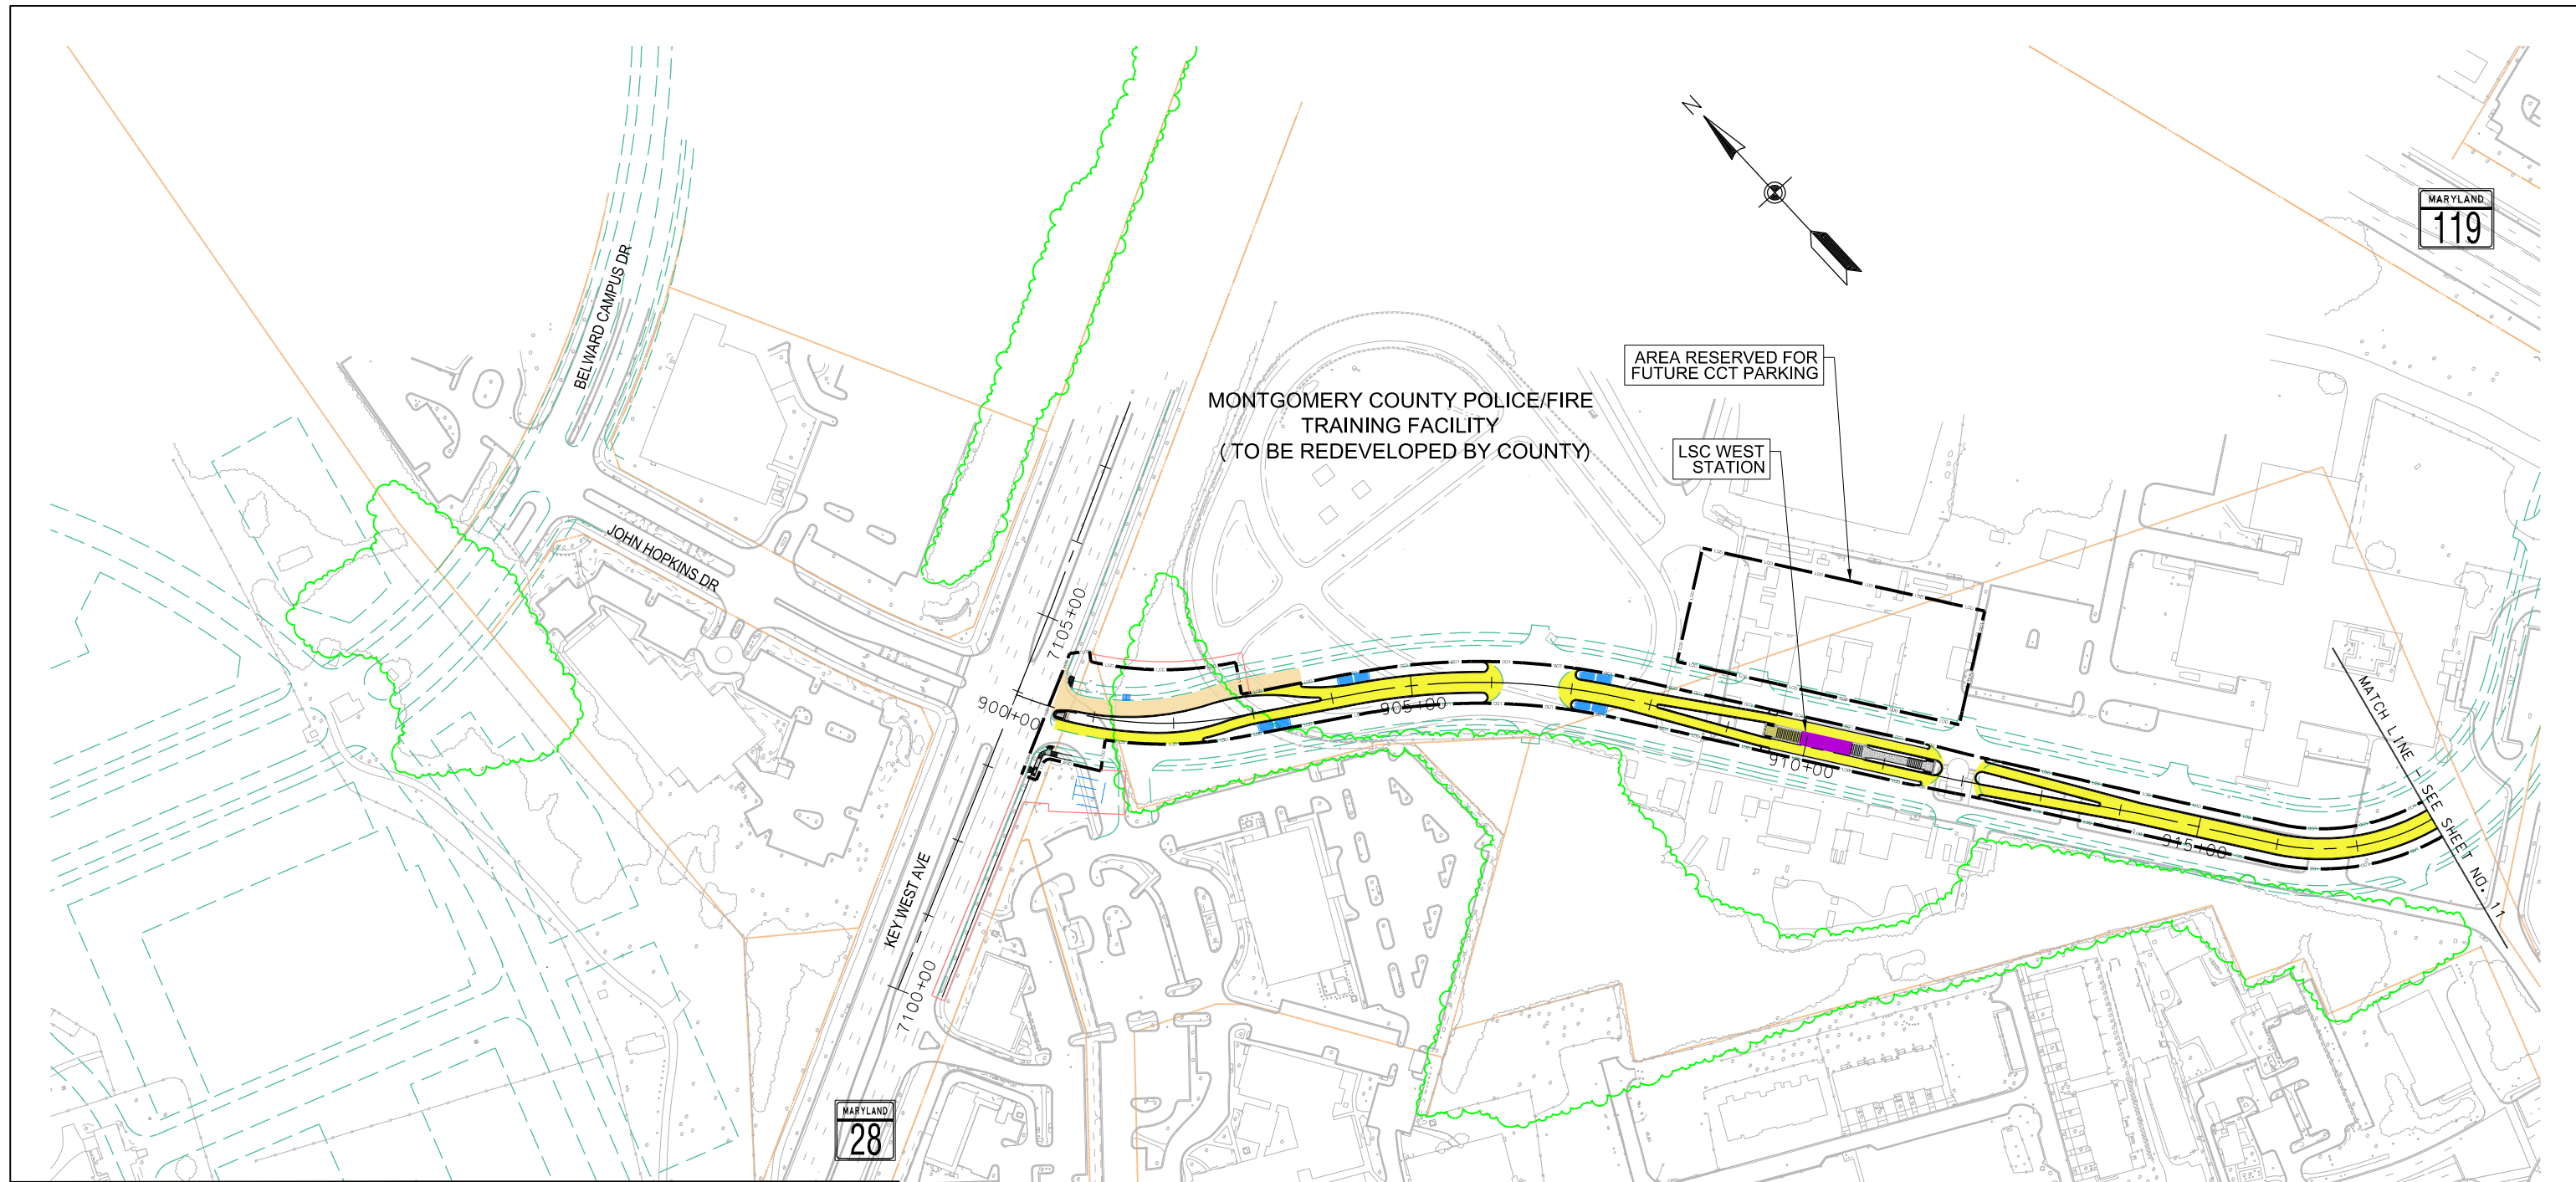 N
MARYLAND
119
BELWARD CAMPUS DR
AREA RESERVED FOR
FUTURE CCT PARKING
MONTGOMERY COUNTY POLICE/FIRE
TRAINING FACILITY
( TO BE REDEVELOPED BY COUNTY)
LSC WEST
STATION
JOHN HOPKINS DR
7105+00
900+00
905+00
910+00
915+00
MATCH LINE - SEE SHEET NO. 11
KEY WEST AVE
7100+00
MARYLAND
28